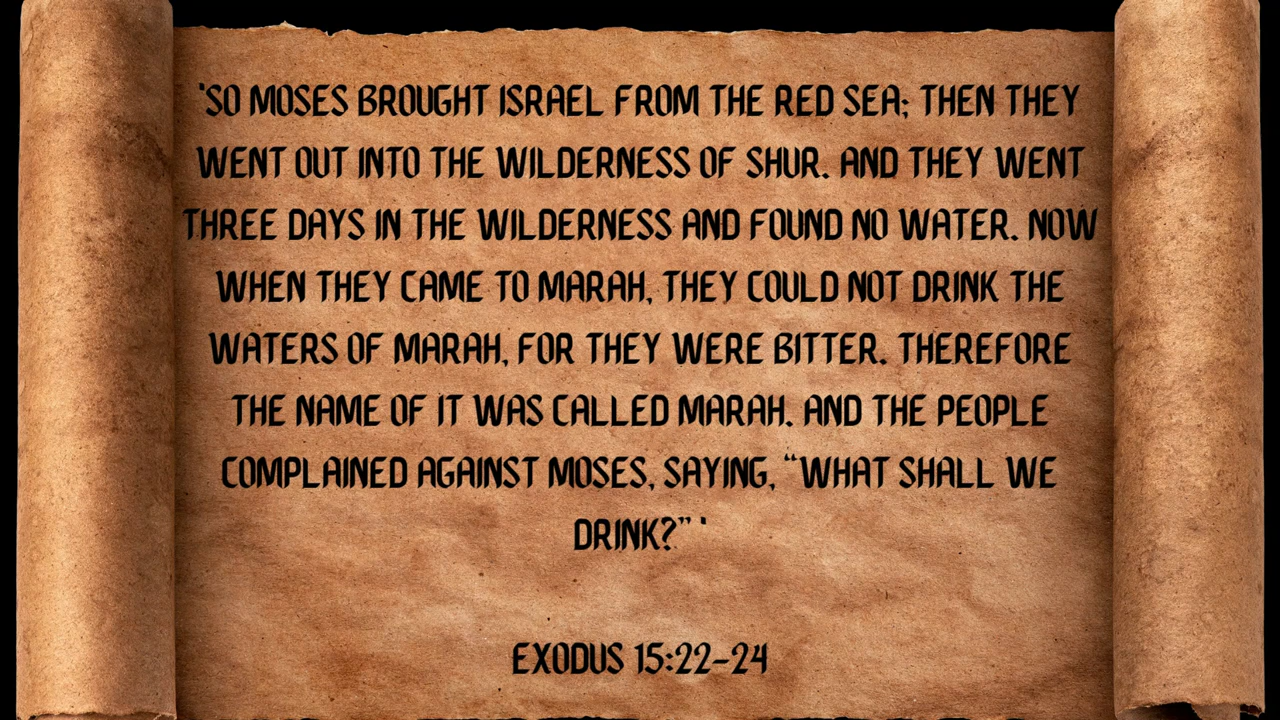 'SO MOSES BROUGHT ISRAEL FROM THE RED SEA; THEN THEY
WENT OUT INTO THE WILDERNESS OF SHUR. AND THEY WENT
THREE DAYS IN THE WILDERNESS AND FOUND NO WATER. NOW
WHEN THEY CAME TO MARAH, THEY COULD NOT DRINK THE
WATERS OF MARAH, FOR THEY WERE BITTER. THEREFORE
THE NAME OF IT WAS CALLED MARAH. AND THE PEOPLE
COMPLAINED AGAINST MOSES, SAYING, “WHAT SHALL WE
DRINK?” '
EXODUS 15:22-24